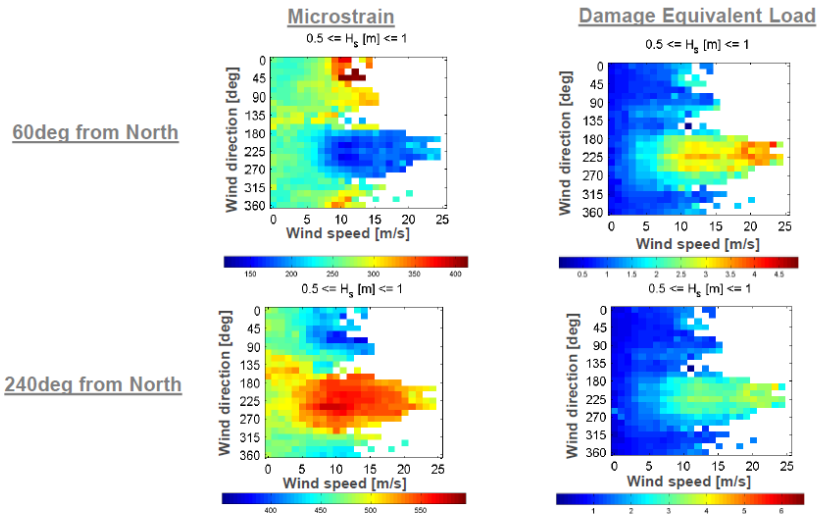 Microstrain
Damage Equivalent Load
0.5 <= Hs [m] <= 1
0.5 <= Hs [m] <= 1
60deg from North
Wind direction [deg]
0
45
90
135
180
225
270
315
360
0 5 10 15 20 25
Wind speed [m/s]
150 200 250 300 350 400
Wind direction [deg]
0
45
90
135
180
225
270
315
360
0 5 10 15 20 25
Wind speed [m/s]
0.5 1 1.5 2 2.5 3 3.5 4 4.5
0.5 <= Hs [m] <= 1
0.5 <= Hs [m] <= 1
240deg from North
Wind direction [deg]
0
45
90
135
180
225
270
315
360
0 5 10 15 20 25
Wind speed [m/s]
400 450 500 550
Wind direction [deg]
0
45
90
135
180
225
270
315
360
0 5 10 15 20 25
Wind speed [m/s]
1 2 3 4 5 6